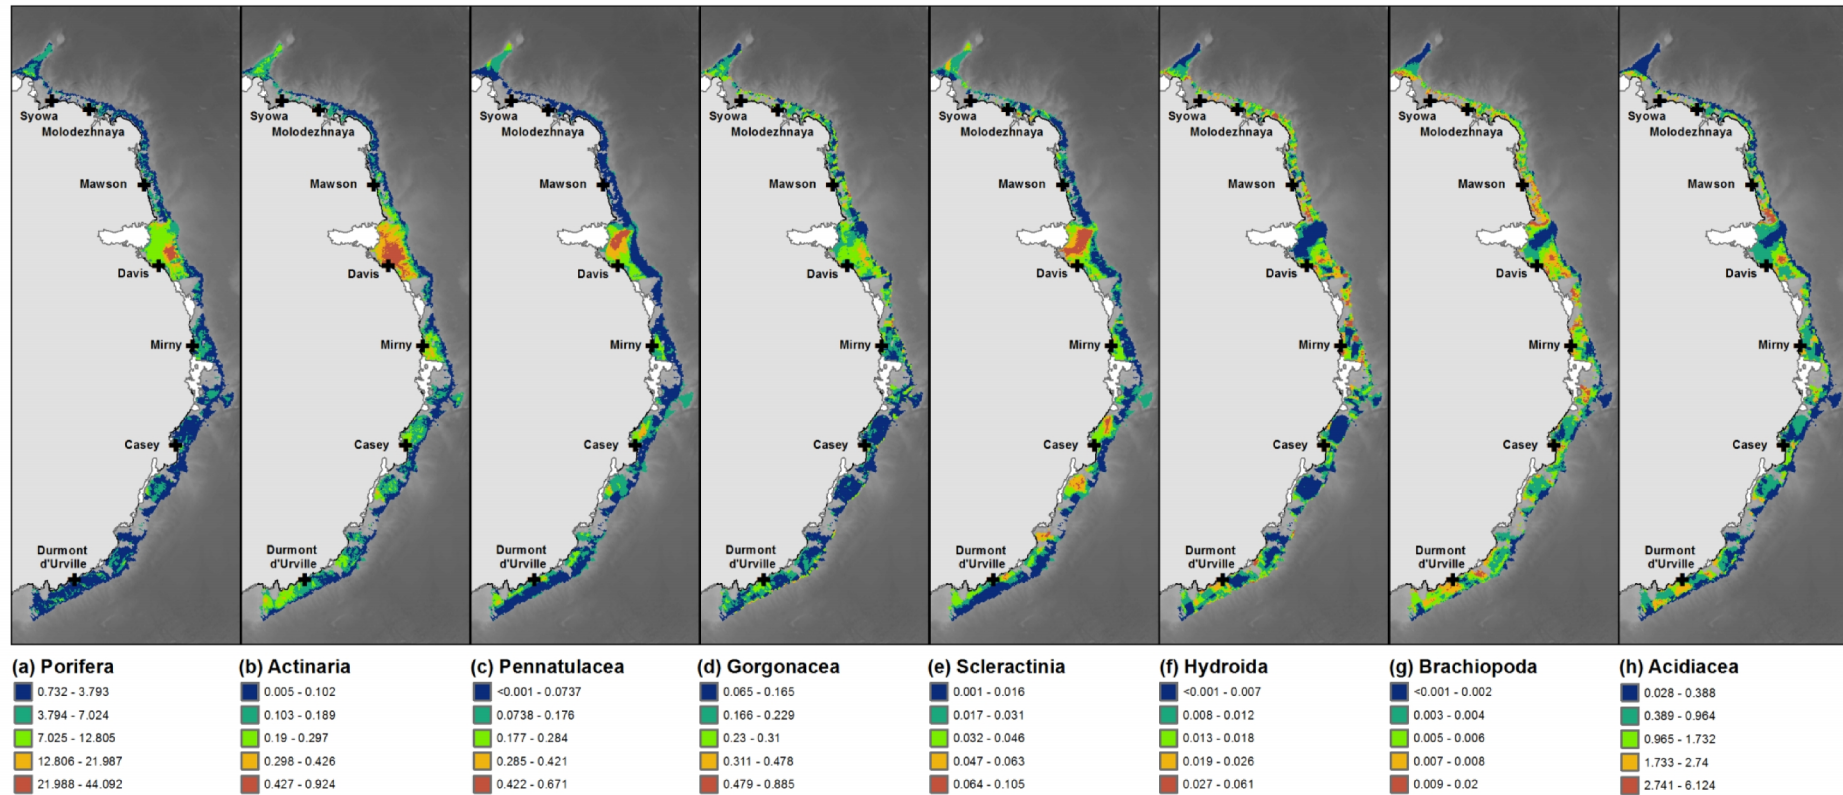 Syowa
Molodezhnaya
Mawson
Davis
Mirny
Casey
Durmont
d'Urville
Syowa
Molodezhnaya
Mawson
Davis
Mirny
Casey
Durmont
d'Urville
Syowa
Molodezhnaya
Mawson
Davis
Mirny
Casey
Durmont
d'Urville
Syowa
Molodezhnaya
Mawson
Davis
Mirny
Casey
Durmont
d'Urville
Syowa
Molodezhnaya
Mawson
Davis
Mirny
Casey
Durmont
d'Urville
Syowa
Molodezhnaya
Mawson
Davis
Mirny
Casey
Durmont
d'Urville
Syowa
Molodezhnaya
Mawson
Davis
Mirny
Casey
Durmont
d'Urville
Syowa
Molodezhnaya
Mawson
Davis
Mirny
Casey
Durmont
d'Urville
(a) Porifera
0.732 - 3.793
3.794 - 7.024
7.025 - 12.805
12.806 - 21.987
21.988 - 44.092
(b) Actinaria
0.005 - 0.102
0.103 - 0.189
0.19 - 0.297
0.298 - 0.426
0.427 - 0.924
(c) Pennatulacea
<0.001 - 0.0737
0.0738 - 0.176
0.177 - 0.284
0.285 - 0.421
0.422 - 0.671
(d) Gorgonacea
0.065 - 0.165
0.166 - 0.229
0.23 - 0.31
0.311 - 0.478
0.479 - 0.885
(e) Scleractinia
0.001 - 0.016
0.017 - 0.031
0.032 - 0.046
0.047 - 0.063
0.064 - 0.105
(f) Hydroida
<0.001 - 0.007
0.008 - 0.012
0.013 - 0.018
0.019 - 0.026
0.027 - 0.061
(g) Brachiopoda
<0.001 - 0.002
0.003 - 0.004
0.005 - 0.006
0.007 - 0.008
0.009 - 0.02
(h) Acidiacea
0.028 - 0.388
0.389 - 0.964
0.965 - 1.732
1.733 - 2.74
2.741 - 6.124